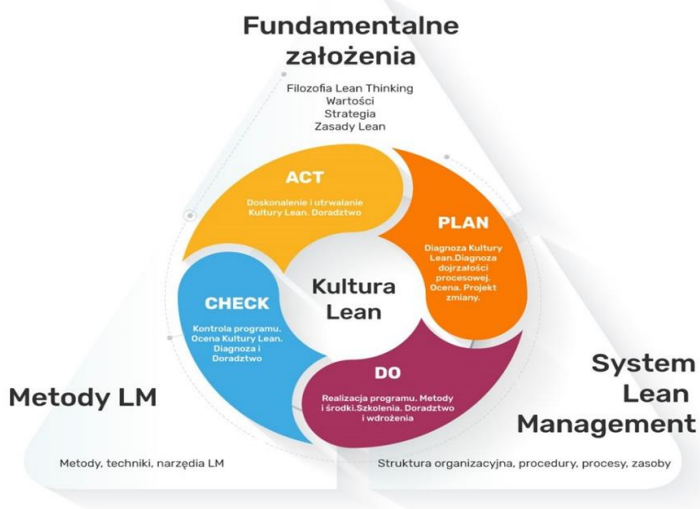 Fundamentalne
założenia
Filozofia Lean Thinking
Wartości
Strategia
Zasady Lean
ACT
Doskonalenie i utrwalanie
Kultury Lean. Doradztwo
PLAN
Diagnoza Kultury
Lean.Diagnoza
dojrzałości
procesowej.
Ocena. Projekt
zmiany.
Kultura
Lean
CHECK
Kontrola programu.
Ocena Kultury Lean.
Diagnoza i
Doradztwo
DO
Realizacja programu. Metody
i środki.Szkolenia. Doradztwo
i wdrożenia
Metody LM
Metody, techniki, narzędia LM
System
Lean
Management
Struktura organizacyjna, procedury, procesy, zasoby